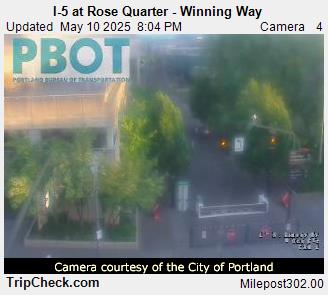 I-5 at Rose Quarter - Winning Way
Updated May 10 2025 8:04 PM Camera 4
PBOT
PORTLAND BUREAU OF TRANSPORTATION
Camera courtesy of the City of Portland
TripCheck.com Milepost302.00